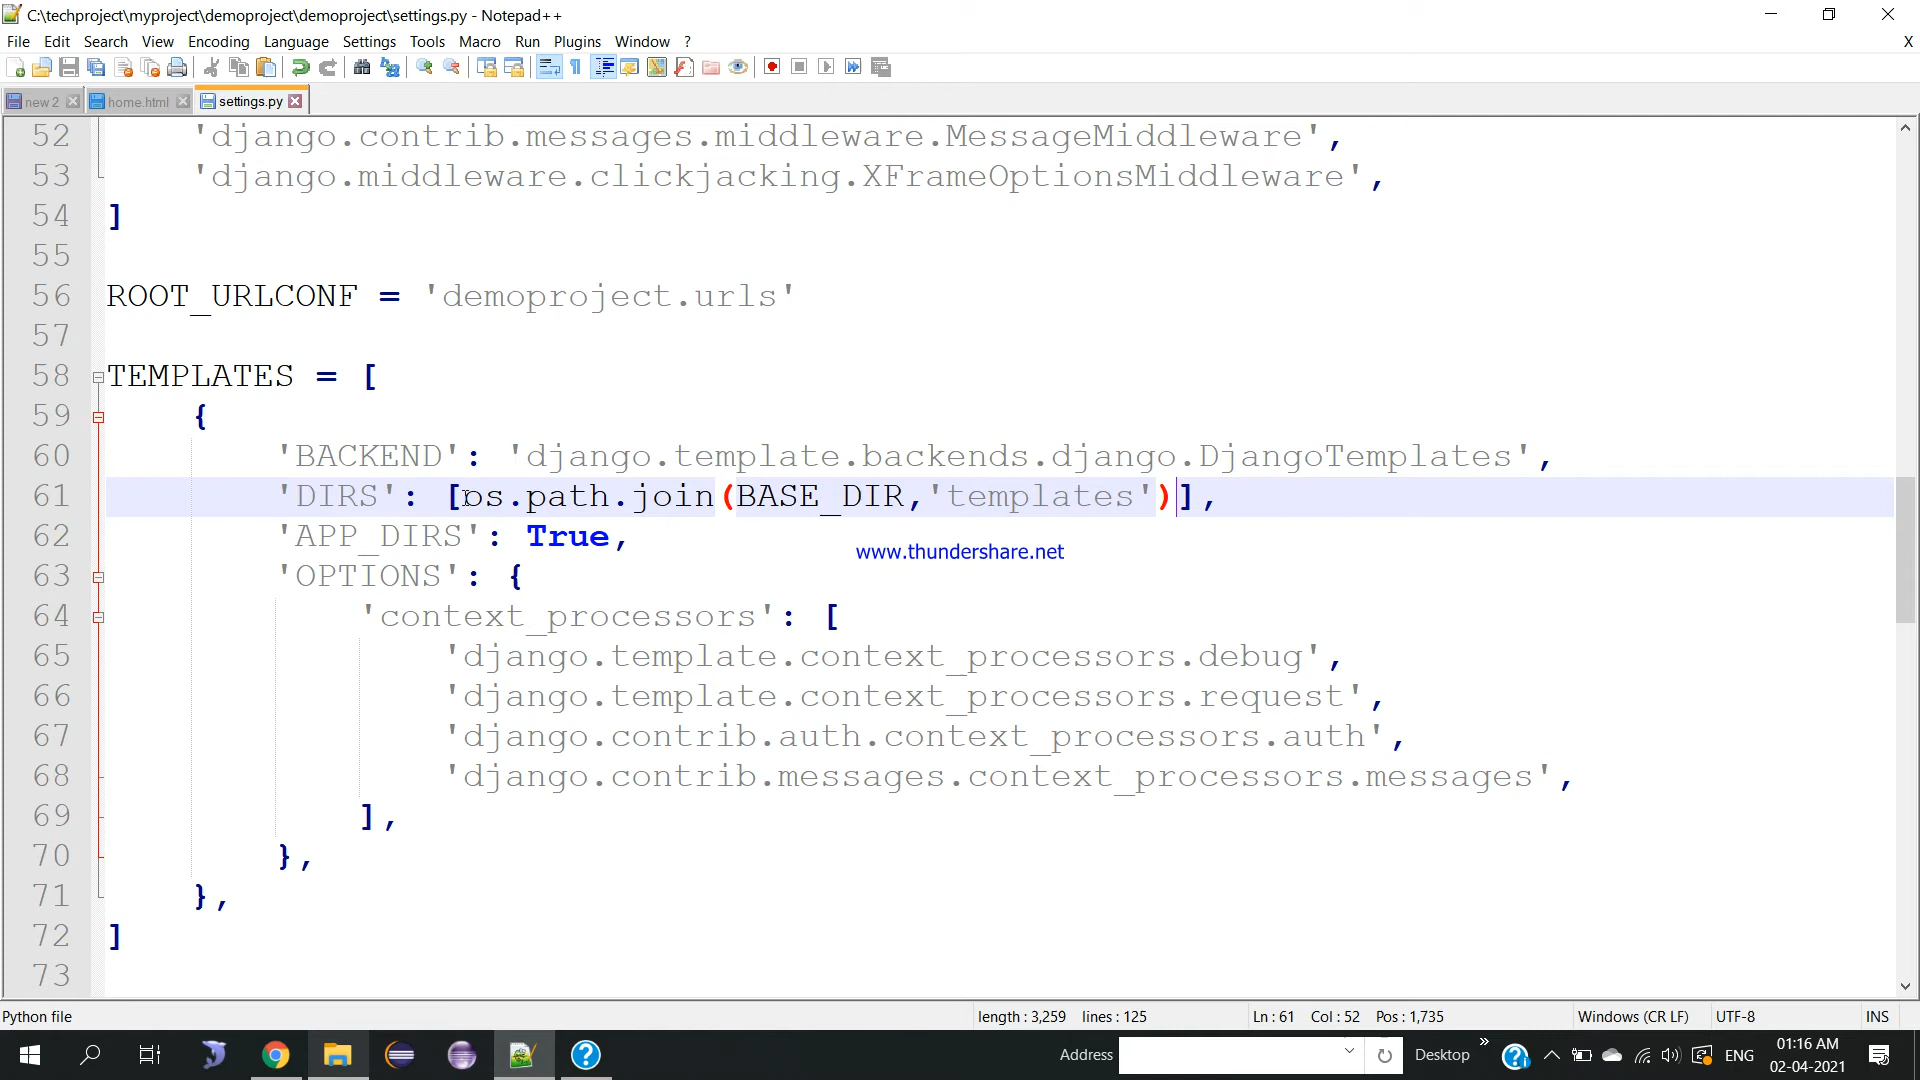 C:\techproject\myproject\demoproject\demoproject\settings.py - Notepad++
File Edit Search View Encoding Language Settings Tools Macro Run Plugins Window ? X
new 2 home.html settings.py
52 'django.contrib.messages.middleware.MessageMiddleware',
53 'django.middleware.clickjacking.XFrameOptionsMiddleware',
54 ]
55
56 ROOT_URLCONF = 'demoproject.urls'
57
58 TEMPLATES = [
59 {
60 'BACKEND': 'django.template.backends.django.DjangoTemplates',
61 'DIRS': [os.path.join(BASE_DIR,'templates')],
62 'APP_DIRS': True,
www.thundershare.net
63 'OPTIONS': {
64 'context_processors': [
65 'django.template.context_processors.debug',
66 'django.template.context_processors.request',
67 'django.contrib.auth.context_processors.auth',
68 'django.contrib.messages.context_processors.messages',
69 ],
70 },
71 },
72 ]
73
Python file length : 3,259 lines : 125 Ln : 61 Col : 52 Pos : 1,735 Windows (CR LF) UTF-8 INS
Address Desktop » ENG 01:16 AM
02-04-2021